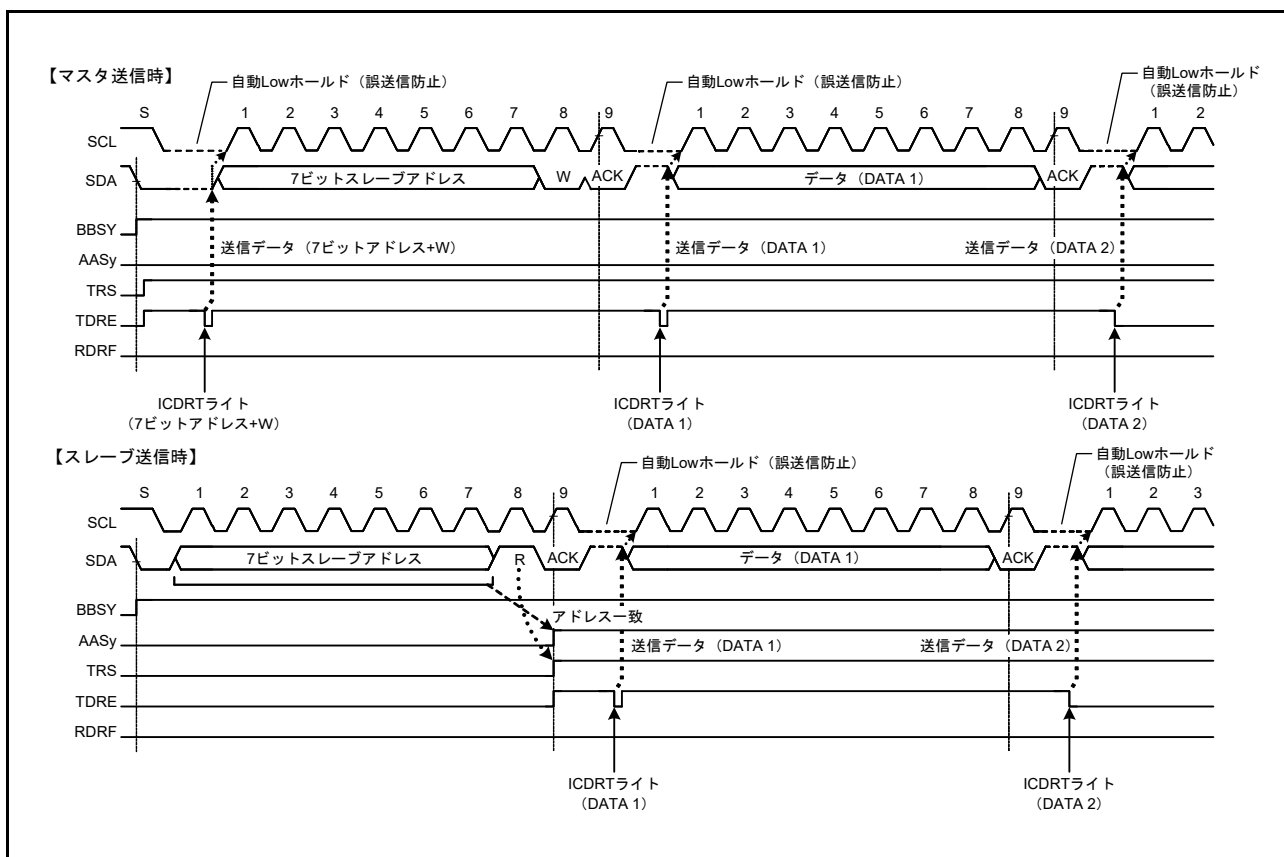 【マスタ送信時】
自動Lowホールド（誤送信防止）
自動Lowホールド（誤送信防止）
自動Lowホールド
（誤送信防止）
S 1 2 3 4 5 6 7 8 9 1 2 3 4 5 6 7 8 9 1 2
SCL
SDA 7ビットスレーブアドレス W ACK データ（DATA 1） ACK
BBSY
送信データ（7ビットアドレス+W） 送信データ（DATA 1） 送信データ（DATA 2）
AASy
TRS
TDRE
RDRF
ICDRTライト
（7ビットアドレス+W）
ICDRTライト
（DATA 1）
ICDRTライト
（DATA 2）
【スレーブ送信時】
自動Lowホールド（誤送信防止）
自動Lowホールド
（誤送信防止）
S 1 2 3 4 5 6 7 8 9 1 2 3 4 5 6 7 8 9 1 2 3
SCL
SDA 7ビットスレーブアドレス R ACK データ（DATA 1） ACK
BBSY
アドレス一致
AASy
送信データ（DATA 1） 送信データ（DATA 2）
TRS
TDRE
RDRF
ICDRTライト
（DATA 1）
ICDRTライト
（DATA 2）